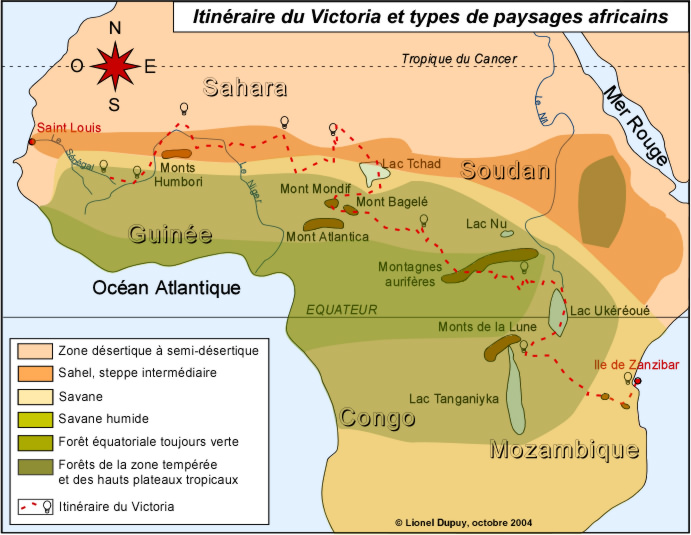 Itinéraire du Victoria et types de paysages africains
N
O E
S
Tropique du Cancer
Sahara
Le Nil
Mer Rouge
Saint Louis
Le Sénégal
Lac Tchad
Soudan
Monts
Humbori
Le Niger
Mont Mondif
Mont Bagelé
Guinée
Mont Atlantica
Lac Nu
Montagnes
aurifères
Océan Atlantique
EQUATEUR
Lac Ukéréoué
Monts de la Lune
Ile de Zanzibar
Lac Tanganiyka
Congo
Mozambique
Zone désertique à semi-désertique
Sahel, steppe intermédiaire
Savane
Savane humide
Forêt équatoriale toujours verte
Forêts de la zone tempérée
et des hauts plateaux tropicaux
Itinéraire du Victoria
© Lionel Dupuy, octobre 2004